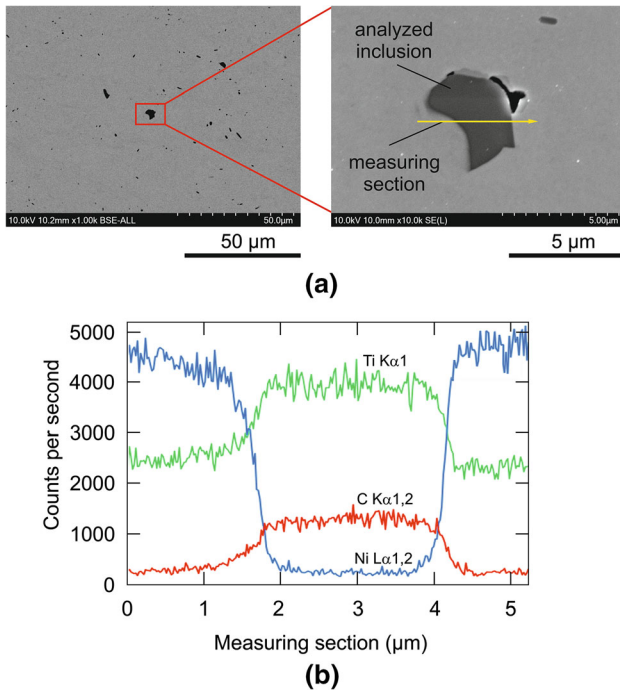 analyzed
inclusion
measuring
section
10.0kV 10.2mm x1.00k BSE-ALL 50.0µm
10.0kV 10.0mm x10.0k SE(L) 5.00µm
50 µm
5 µm
(a)
5000
4000
3000
2000
1000
0
Counts per second
Ti Kα1
C Kα1,2
Ni Lα1,2
0 1 2 3 4 5
Measuring section (µm)
(b)